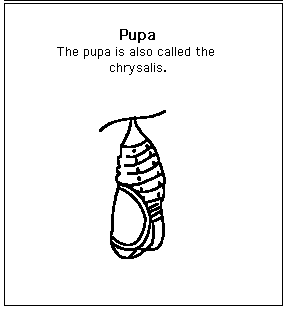 Pupa
The pupa is also called the
chrysalis.